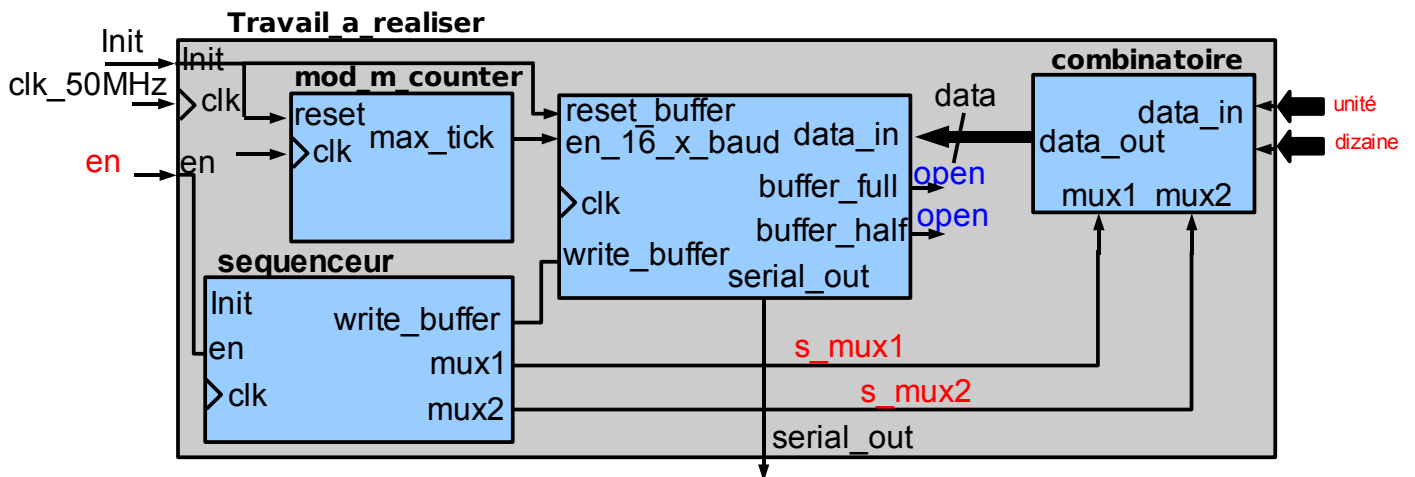 Travail_a_realiser
Init
clk_50MHz
en
Init
clk
en
mod_m_counter
reset
clk
max_tick
reset_buffer
en_16_x_baud
clk
write_buffer
data_in
buffer_full
buffer_half
serial_out
data
open
open
combinatoire
data_in
data_out
mux1 mux2
unité
dizaine
sequenceur
Init
en
clk
write_buffer
mux1
mux2
s_mux1
s_mux2
serial_out